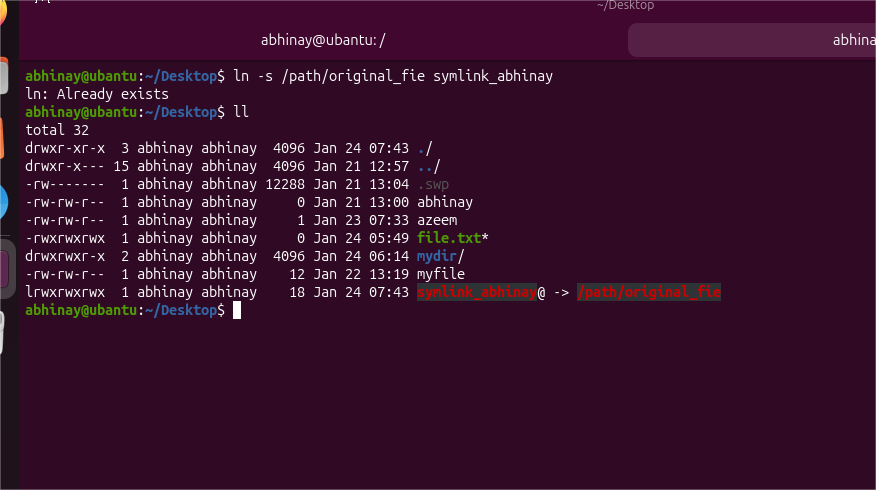 ~/Desktop
abhinay@ubantu: /
abhina
abhinay@ubantu:~/Desktop$ ln -s /path/original_fie symlink_abhinay
ln: Already exists
abhinay@ubantu:~/Desktop$ ll
total 32
drwxr-xr-x  3 abhinay abhinay  4096 Jan 24 07:43 ./
drwxr-x--- 15 abhinay abhinay  4096 Jan 21 12:57 ../
-rw-------  1 abhinay abhinay 12288 Jan 21 13:04 .swp
-rw-rw-r--  1 abhinay abhinay     0 Jan 21 13:00 abhinay
-rw-rw-r--  1 abhinay abhinay     1 Jan 23 07:33 azeem
-rwxrwxrwx  1 abhinay abhinay     0 Jan 24 05:49 file.txt*
drwxrwxr-x  2 abhinay abhinay  4096 Jan 24 06:14 mydir/
-rw-rw-r--  1 abhinay abhinay    12 Jan 22 13:19 myfile
lrwxrwxrwx  1 abhinay abhinay    18 Jan 24 07:43 symlink_abhinay@ -> /path/original_fie
abhinay@ubantu:~/Desktop$